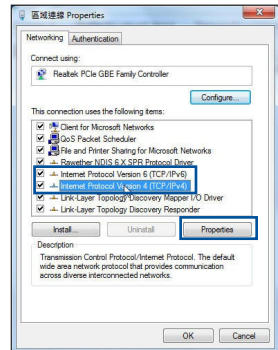 區域連線 Properties
Networking Authentication
Connect using:
Realtek PCIe GBE Family Controller
Configure...
This connection uses the following items:
Client for Microsoft Networks
QoS Packet Scheduler
File and Printer Sharing for Microsoft Networks
Rawether NDIS 6.X SPR Protocol Driver
Internet Protocol Version 6 (TCP/IPv6)
Internet Protocol Version 4 (TCP/IPv4)
Link-Layer Topology Discovery Mapper I/O Driver
Link-Layer Topology Discovery Responder
Install... Uninstall Properties
Description
Transmission Control Protocol/Internet Protocol. The default
wide area network protocol that provides communication
across diverse interconnected networks.
OK Cancel